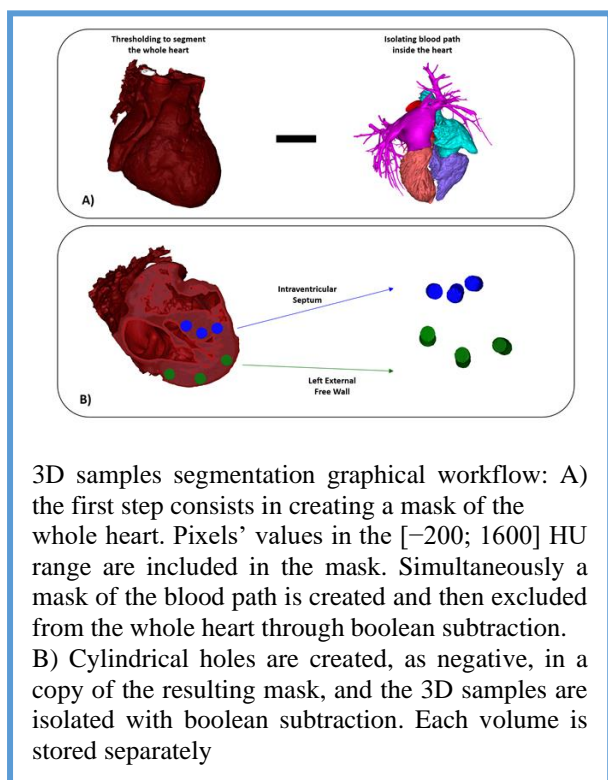 Thresholding to segment
the whole heart
Isolating blood path
inside the heart
A)
Intraventricular
Septum
Left External
Free Wall
B)
3D samples segmentation graphical workflow: A)
the first step consists in creating a mask of the
whole heart. Pixels’ values in the [−200; 1600] HU
range are included in the mask. Simultaneously a
mask of the blood path is created and then excluded
from the whole heart through boolean subtraction.
B) Cylindrical holes are created, as negative, in a
copy of the resulting mask, and the 3D samples are
isolated with boolean subtraction. Each volume is
stored separately